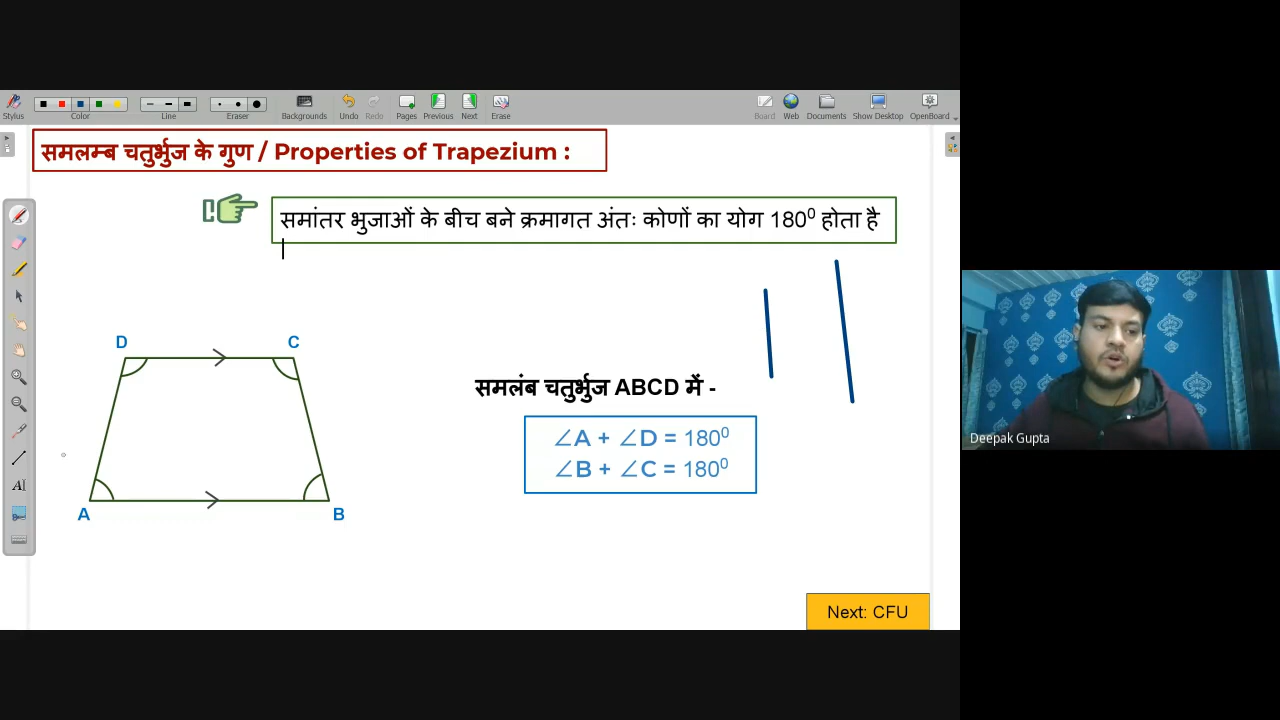 Stylus Color Line Eraser Backgrounds Undo Redo Pages Previous Next Erase Board Web Documents Show Desktop OpenBoard
समलम्ब चतुर्भुज के गुण / Properties of Trapezium :
समांतर भुजाओं के बीच बने क्रमागत अंतः कोणों का योग 180⁰ होता है
|
D C
समलंब चतुर्भुज ABCD में -
∠A + ∠D = 180⁰
∠B + ∠C = 180⁰
A B
Next: CFU
Deepak Gupta